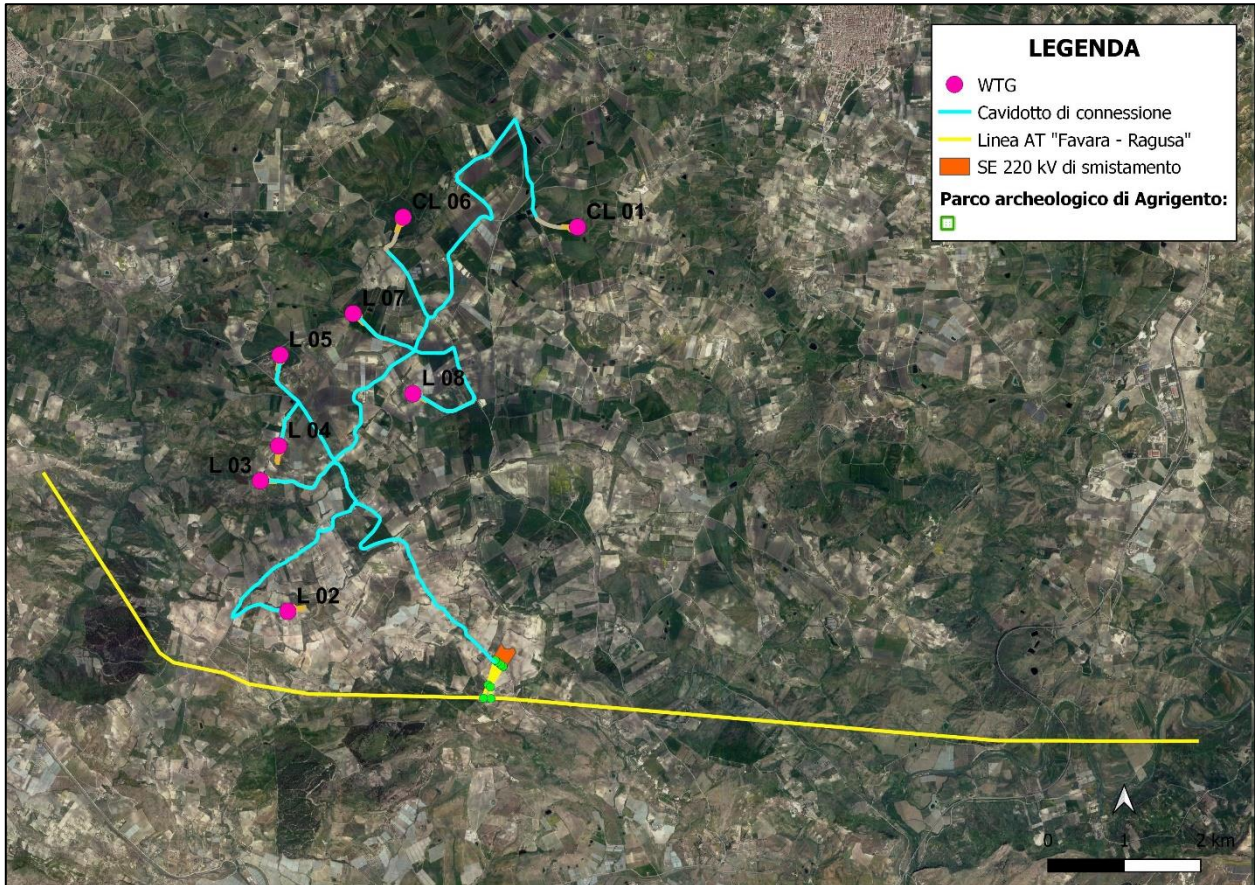 LEGENDA
WTG
Cavidotto di connessione
Linea AT "Favara - Ragusa"
SE 220 kV di smistamento
Parco archeologico di Agrigento:
CL 06
CL 01
L 07
L 05
L 08
L 04
L 03
L 02
0 1 2 km